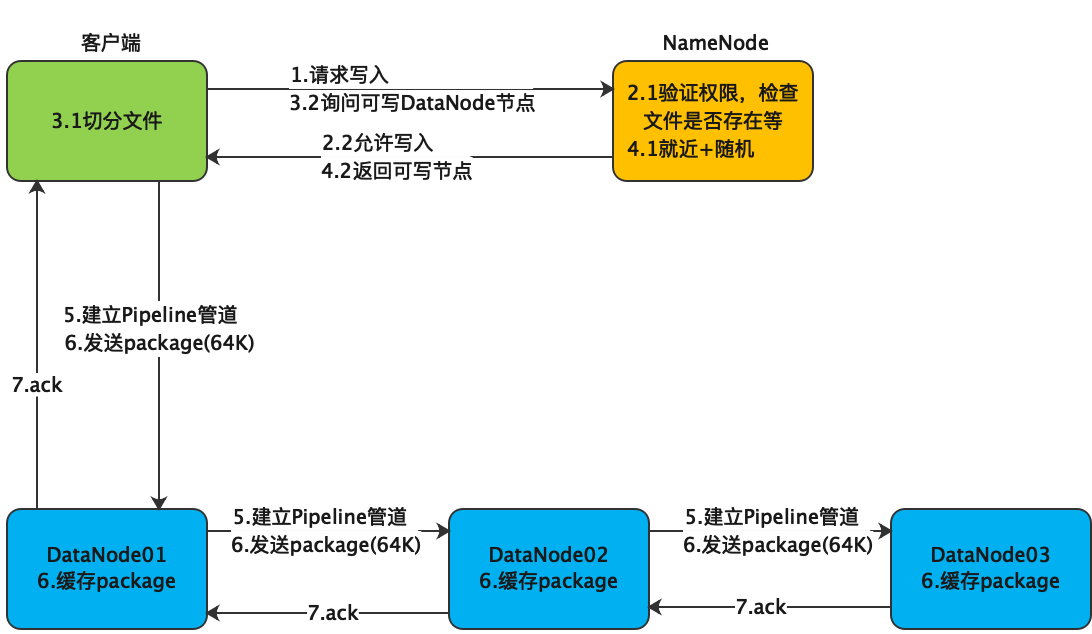 客户端
NameNode
3.1切分文件
1.请求写入
3.2询问可写DataNode节点
2.2允许写入
4.2返回可写节点
2.1验证权限，检查
文件是否存在等
4.1就近+随机
5.建立Pipeline管道
6.发送package(64K)
7.ack
DataNode01
6.缓存package
5.建立Pipeline管道
6.发送package(64K)
7.ack
DataNode02
6.缓存package
5.建立Pipeline管道
6.发送package(64K)
7.ack
DataNode03
6.缓存package